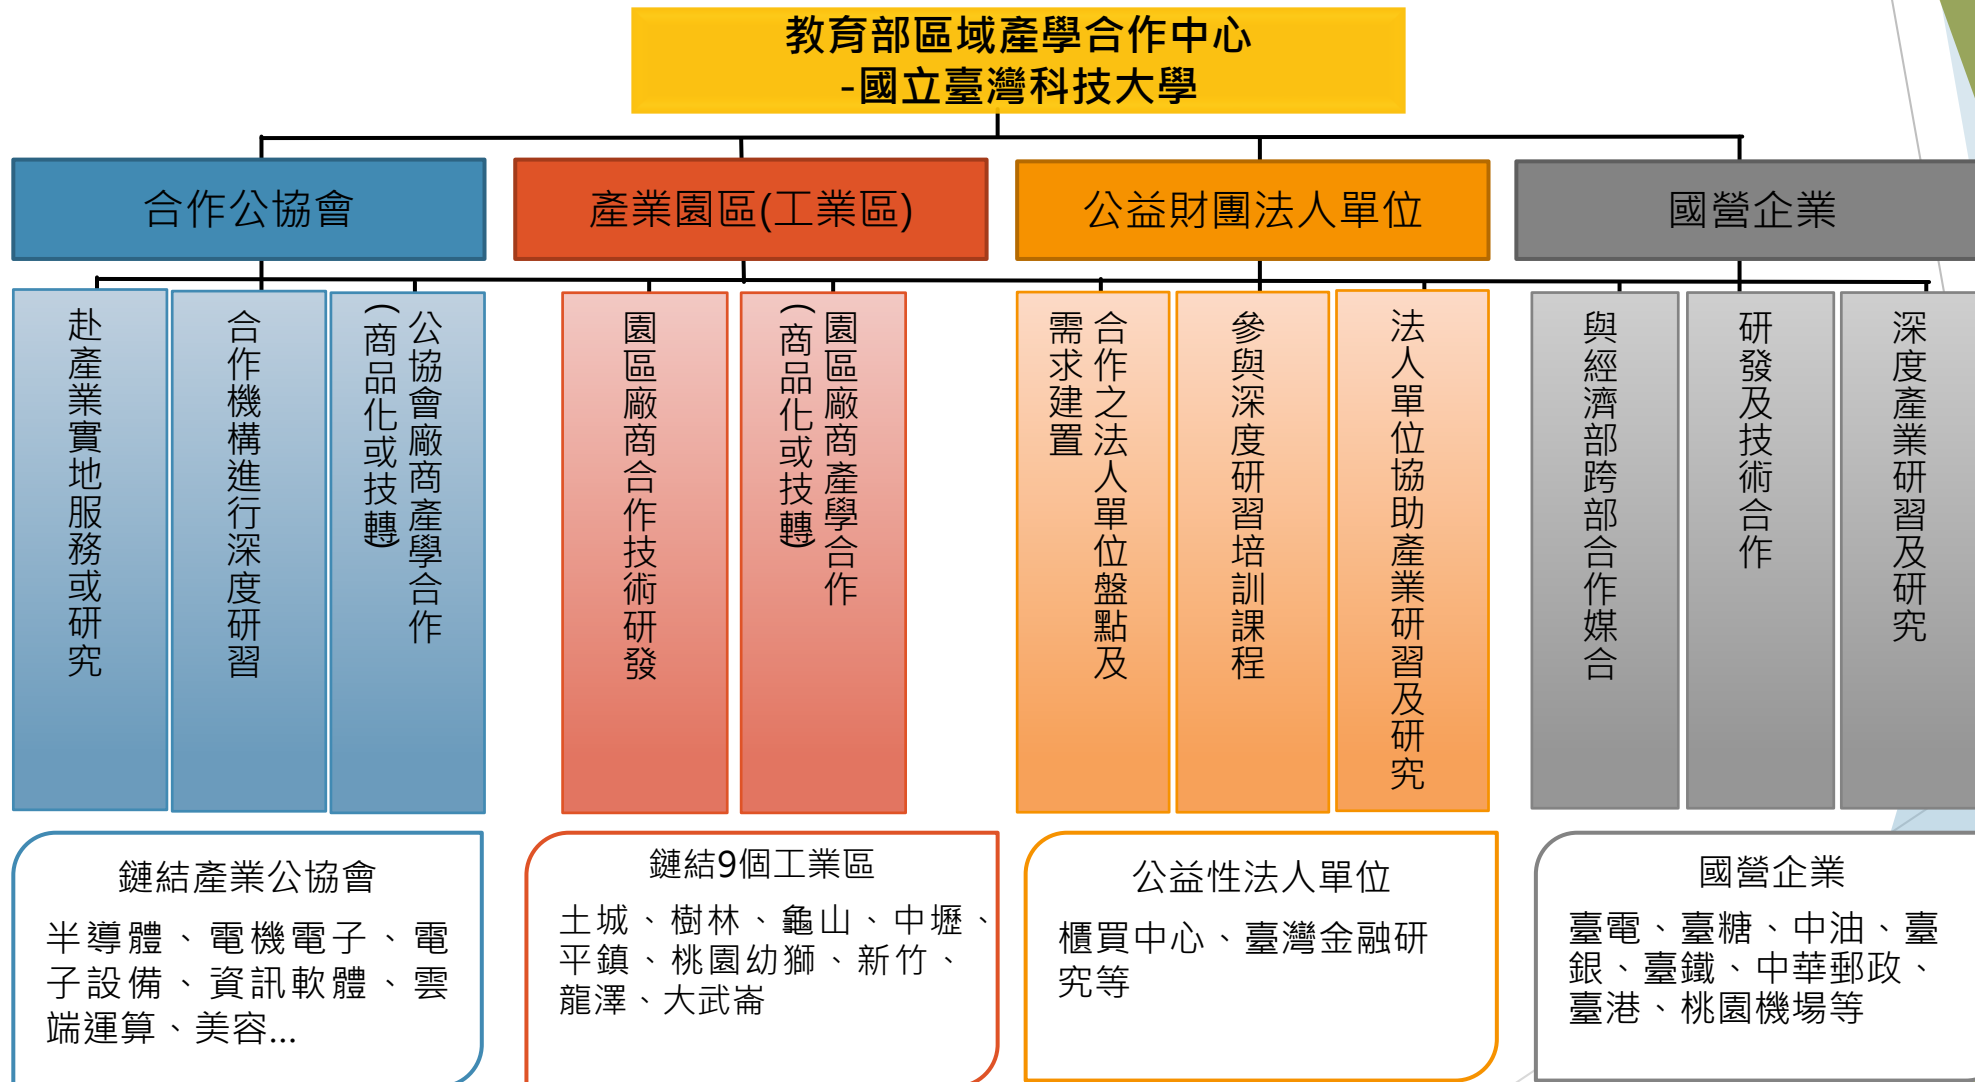 教育部區域產學合作中心
-國立臺灣科技大學
合作公協會
產業園區(工業區)
公益財團法人單位
國營企業
赴產業實地服務或研究
合作機構進行深度研習
公協會廠商產學合作
(商品化或技轉)
園區廠商合作技術研發
園區廠商產學合作
(商品化或技轉)
合作之法人單位盤點及
需求建置
參與深度研習培訓課程
法人單位協助產業研習及研究
與經濟部跨部合作媒合
研發及技術合作
深度產業研習及研究
鏈結產業公協會
半導體、電機電子、電
子設備、資訊軟體、雲
端運算、美容...
鏈結9個工業區
土城、樹林、龜山、中壢、
平鎮、桃園幼獅、新竹、
龍澤、大武崙
公益性法人單位
櫃買中心、臺灣金融研
究等
國營企業
臺電、臺糖、中油、臺
銀、臺鐵、中華郵政、
臺港、桃園機場等